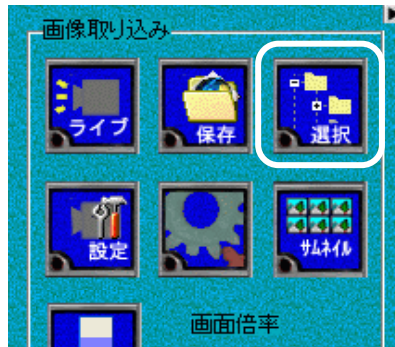 画像取り込み
ライブ
保存
選択
設定
サムネイル
画面倍率